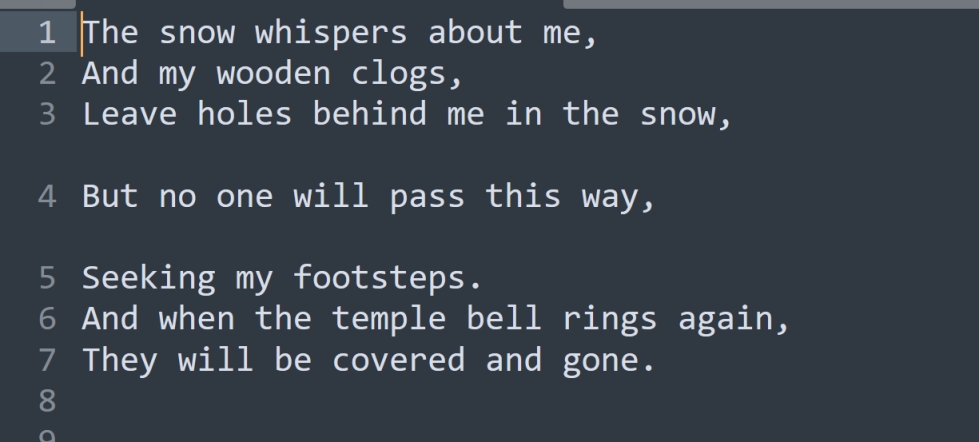 1 The snow whispers about me,
2 And my wooden clogs,
3 Leave holes behind me in the snow,
4 But no one will pass this way,
5 Seeking my footsteps.
6 And when the temple bell rings again,
7 They will be covered and gone.
8
9